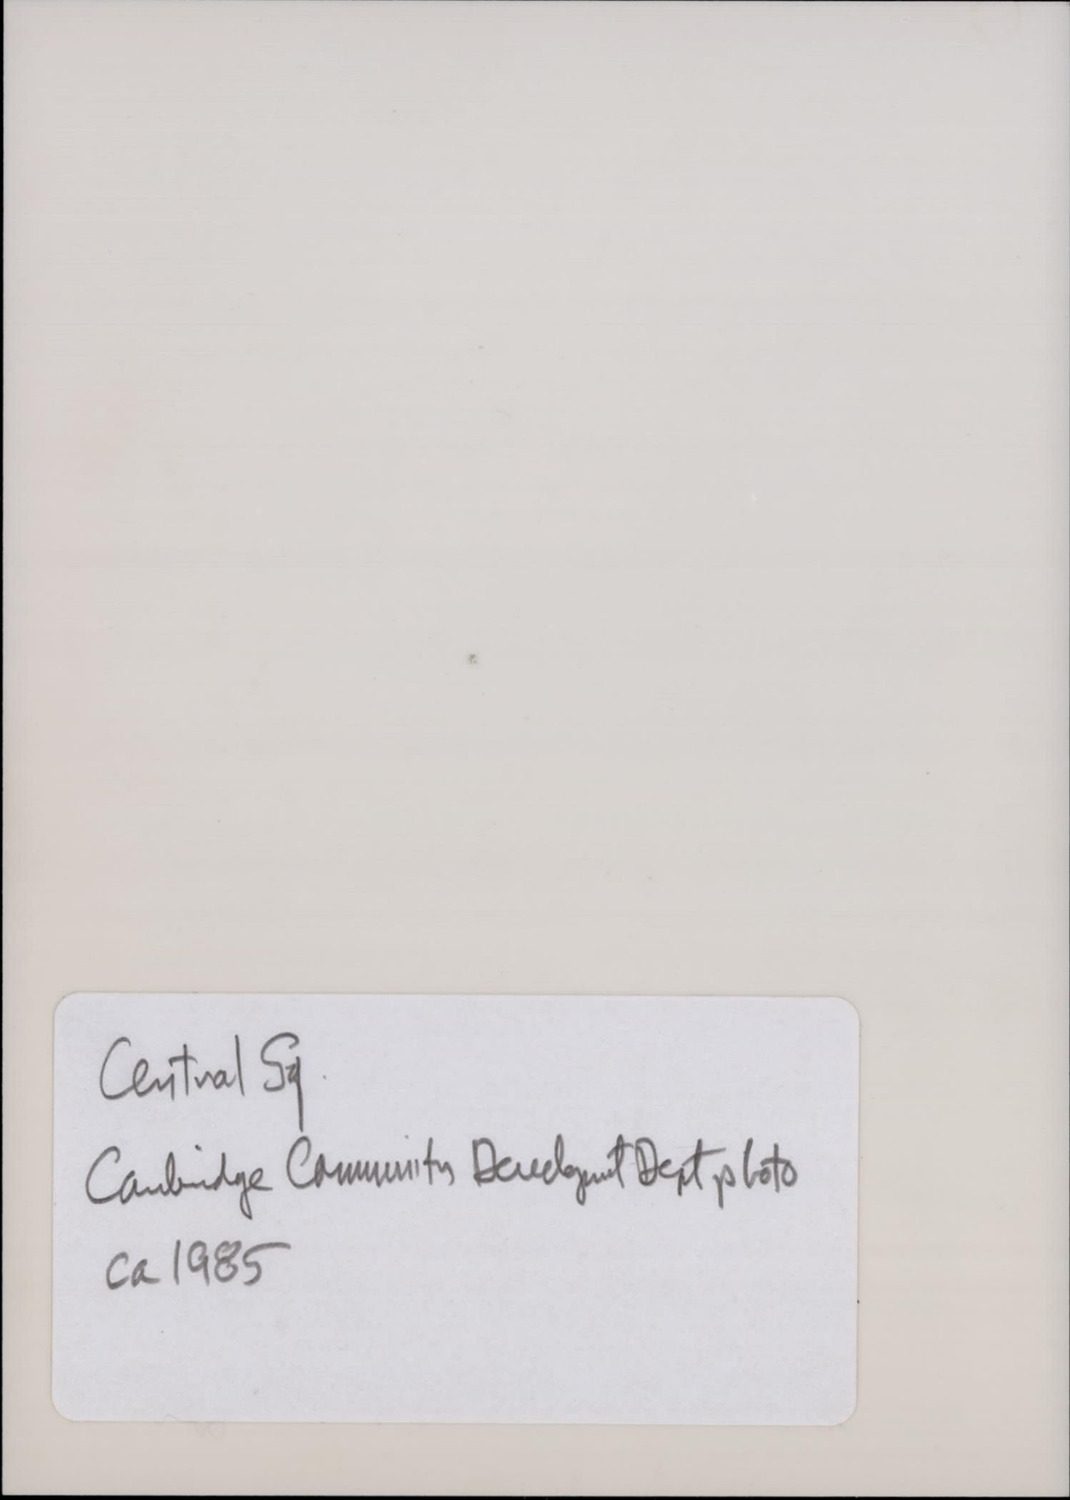 Central Sq.
Cambridge Community Development Dept photo
ca 1985